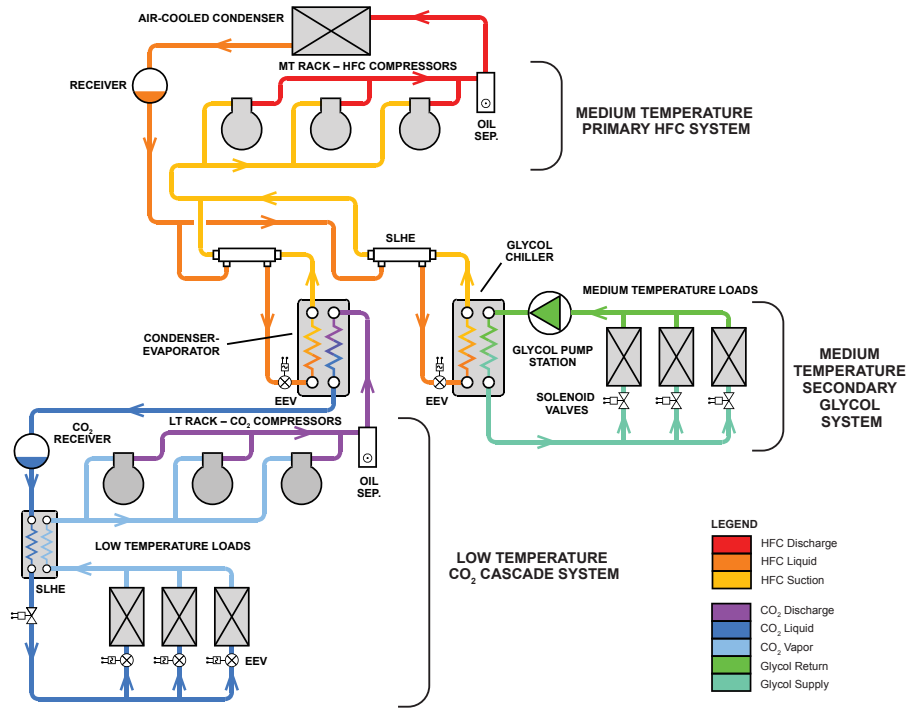 AIR-COOLED CONDENSER
MT RACK – HFC COMPRESSORS
RECEIVER
OIL
SEP.
MEDIUM TEMPERATURE
PRIMARY HFC SYSTEM
SLHE
GLYCOL
CHILLER
MEDIUM TEMPERATURE LOADS
CONDENSER-
EVAPORATOR
GLYCOL PUMP
STATION
EEV
EEV
SOLENOID
VALVES
MEDIUM
TEMPERATURE
SECONDARY
GLYCOL
SYSTEM
CO₂
RECEIVER
LT RACK – CO₂ COMPRESSORS
OIL
SEP.
LOW TEMPERATURE LOADS
SLHE
EEV
LOW TEMPERATURE
CO₂ CASCADE SYSTEM
LEGEND
HFC Discharge
HFC Liquid
HFC Suction
CO₂ Discharge
CO₂ Liquid
CO₂ Vapor
Glycol Return
Glycol Supply